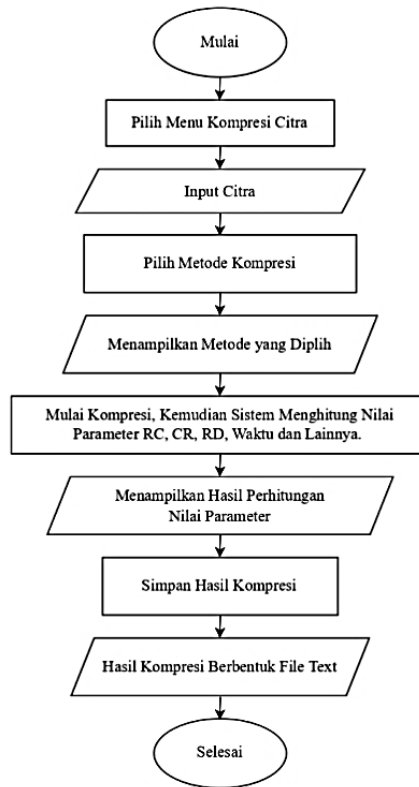 Mulai
Pilih Menu Kompresi Citra
Input Citra
Pilih Metode Kompresi
Menampilkan Metode yang Diplih
Mulai Kompresi, Kemudian Sistem Menghitung Nilai
Parameter RC, CR, RD, Waktu dan Lainnya.
Menampilkan Hasil Perhitungan
Nilai Parameter
Simpan Hasil Kompresi
Hasil Kompresi Berbentuk File Text
Selesai